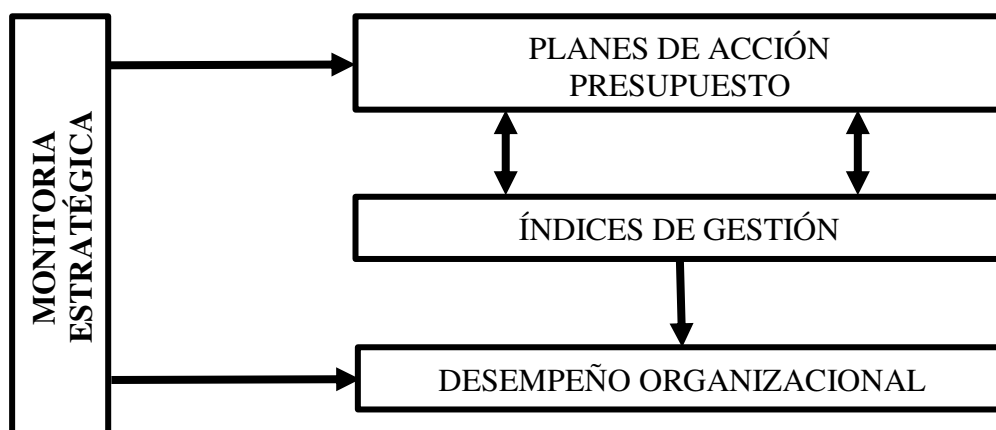 MONITORIA
ESTRATÉGICA
PLANES DE ACCIÓN
PRESUPUESTO
ÍNDICES DE GESTIÓN
DESEMPEÑO ORGANIZACIONAL